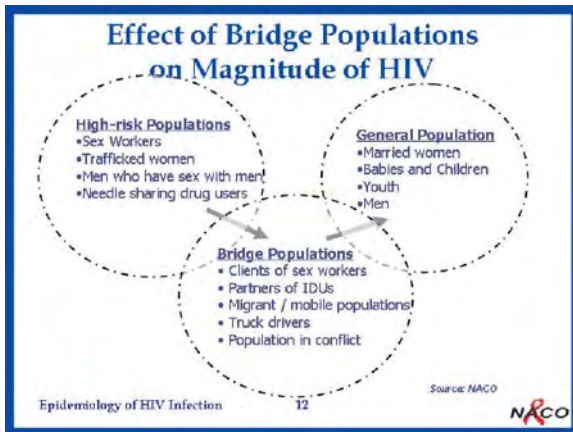 Effect of Bridge Populations
on Magnitude of HIV
High-risk Populations
•Sex Workers
•Trafficked women
•Men who have sex with men
•Needle sharing drug users
General Population
•Married women
•Babies and Children
•Youth
•Men
Bridge Populations
• Clients of sex workers
• Partners of IDUs
• Migrant / mobile populations
• Truck drivers
• Population in conflict
Source: NACO
Epidemiology of HIV Infection
12
NACO